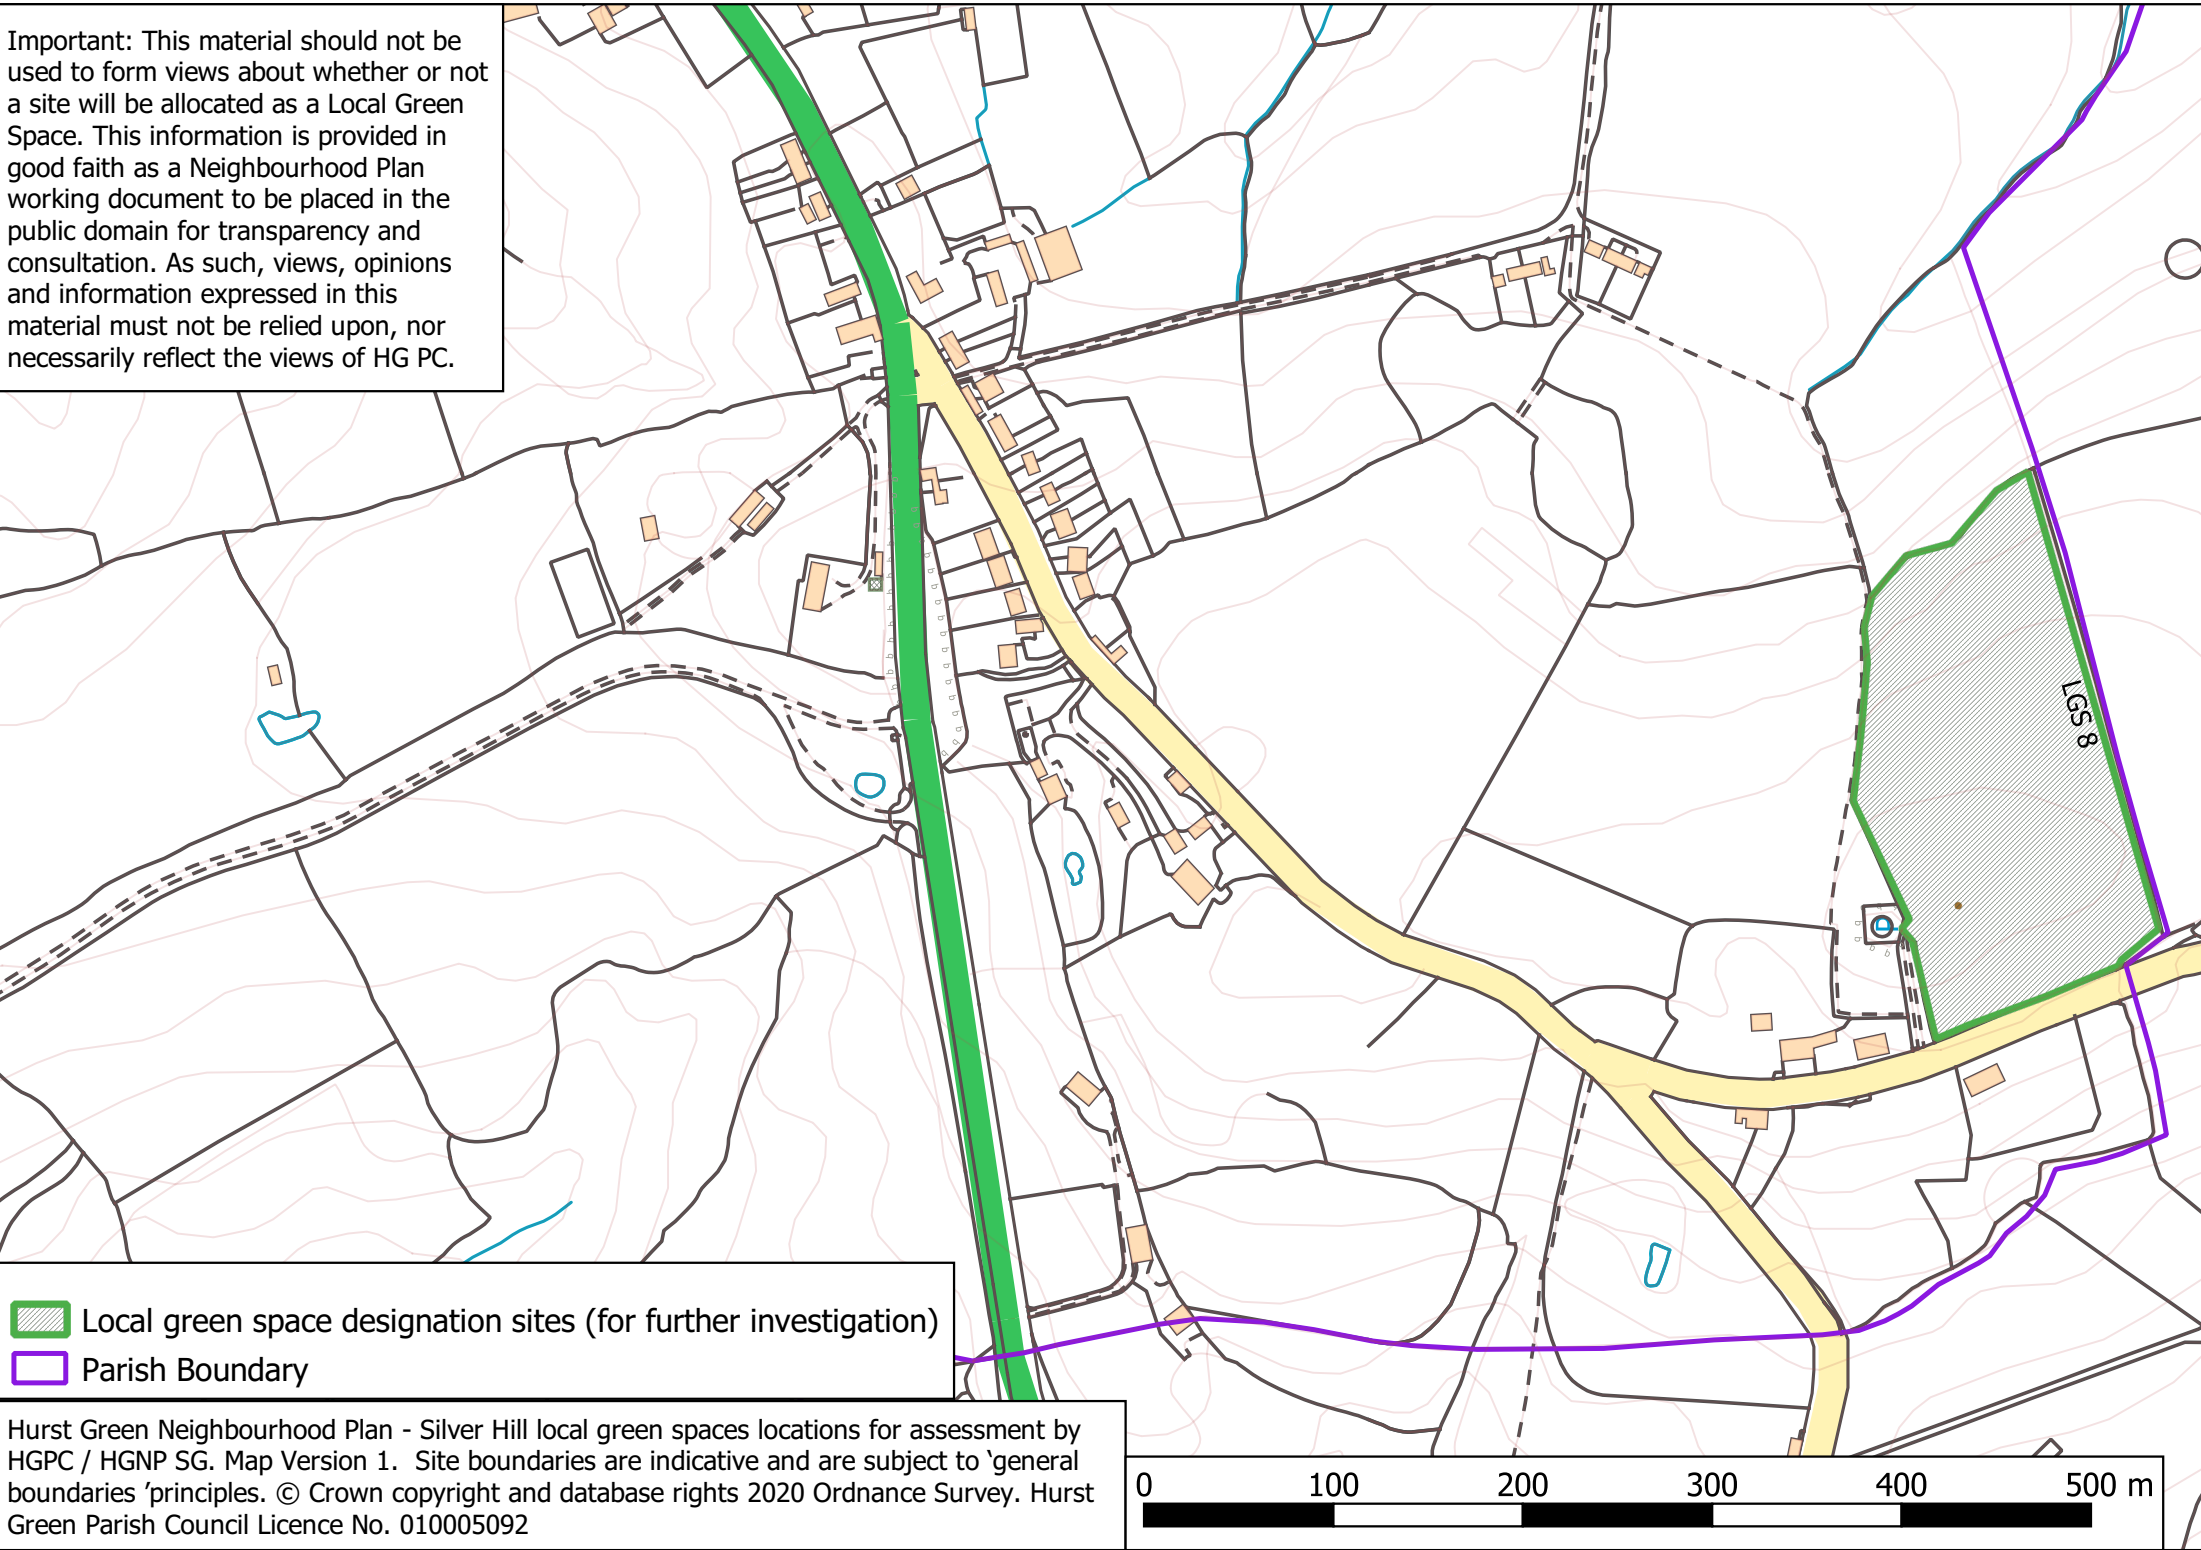 Important: This material should not be
used to form views about whether or not
a site will be allocated as a Local Green
Space. This information is provided in
good faith as a Neighbourhood Plan
working document to be placed in the
public domain for transparency and
consultation. As such, views, opinions
and information expressed in this
material must not be relied upon, nor
necessarily reflect the views of HG PC.
LGS 8
Local green space designation sites (for further investigation)
Parish Boundary
Hurst Green Neighbourhood Plan - Silver Hill local green spaces locations for assessment by
HGPC / HGNP SG. Map Version 1.  Site boundaries are indicative and are subject to ‘general
boundaries ’principles. © Crown copyright and database rights 2020 Ordnance Survey. Hurst
Green Parish Council Licence No. 010005092
0 100 200 300 400 500 m